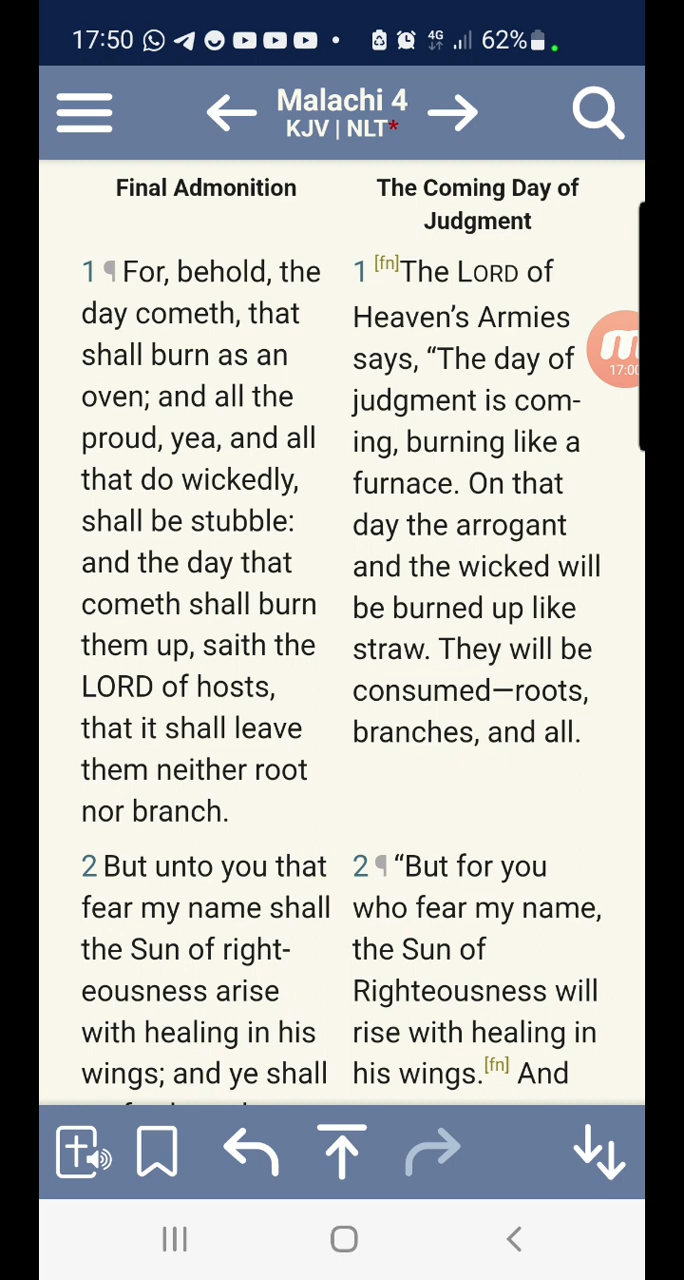 17:50 4G 62%
Malachi 4
KJV | NLT*
Final Admonition
1 ¶ For, behold, the
day cometh, that
shall burn as an
oven; and all the
proud, yea, and all
that do wickedly,
shall be stubble:
and the day that
cometh shall burn
them up, saith the
LORD of hosts,
that it shall leave
them neither root
nor branch.
2 But unto you that
fear my name shall
the Sun of right-
eousness arise
with healing in his
wings; and ye shall
The Coming Day of
Judgment
1 [fn]The LORD of
Heaven’s Armies
says, “The day of
judgment is com-
ing, burning like a
furnace. On that
day the arrogant
and the wicked will
be burned up like
straw. They will be
consumed—roots,
branches, and all.
2 ¶ “But for you
who fear my name,
the Sun of
Righteousness will
rise with healing in
his wings.[fn] And
m
17:00